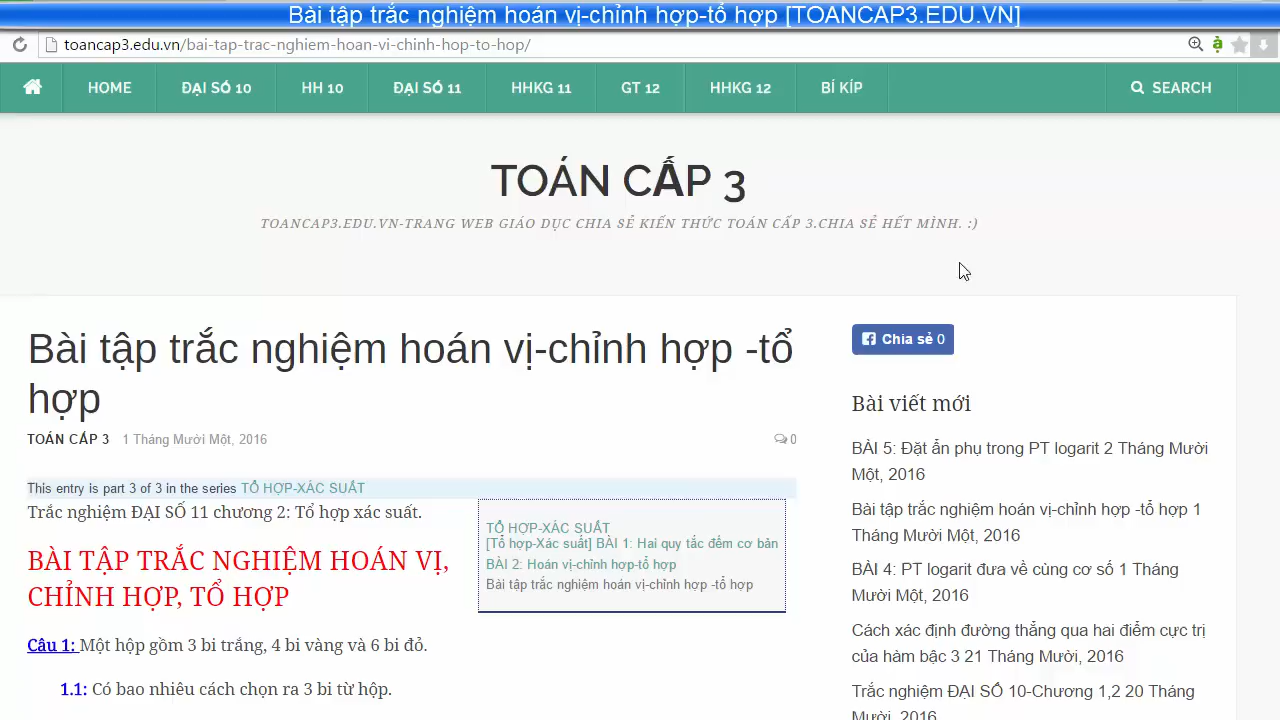 Bài tập trắc nghiệm hoán vị-chỉnh hợp-tố hợp [TOANCAP3.EDU.VN]
toancap3.edu.vn/bai-tap-trac-nghiem-hoan-vi-chinh-hop-to-hop/
HOME ĐẠI SỐ 10 HH 10 ĐẠI SỐ 11 HHKG 11 GT 12 HHKG 12 BÍ KÍP SEARCH
TOÁN CẤP 3
TOANCAP3.EDU.VN-TRANG WEB GIÁO DỤC CHIA SẺ KIẾN THỨC TOÁN CẤP 3.CHIA SẺ HẾT MÌNH. :)
Bài tập trắc nghiệm hoán vị-chỉnh hợp -tổ
hợp
TOÁN CẤP 3 1 Tháng Mười Một, 2016 0
This entry is part 3 of 3 in the series TỔ HỢP-XÁC SUẤT
Trắc nghiệm ĐẠI SỐ 11 chương 2: Tổ hợp xác suất.
TỔ HỢP-XÁC SUẤT
[Tổ hợp-Xác suất] BÀI 1: Hai quy tắc đếm cơ bản
BÀI 2: Hoán vị-chỉnh hợp-tổ hợp
Bài tập trắc nghiệm hoán vị-chỉnh hợp -tổ hợp
BÀI TẬP TRẮC NGHIỆM HOÁN VỊ,
CHỈNH HỢP, TỔ HỢP
Câu 1: Một hộp gồm 3 bi trắng, 4 bi vàng và 6 bi đỏ.
1.1: Có bao nhiêu cách chọn ra 3 bi từ hộp.
Chia sẻ 0
Bài viết mới
BÀI 5: Đặt ẩn phụ trong PT logarit 2 Tháng Mười
Một, 2016
Bài tập trắc nghiệm hoán vị-chỉnh hợp -tổ hợp 1
Tháng Mười Một, 2016
BÀI 4: PT logarit đưa về cùng cơ số 1 Tháng
Mười Một, 2016
Cách xác định đường thẳng qua hai điểm cực trị
của hàm bậc 3 21 Tháng Mười, 2016
Trắc nghiệm ĐẠI SỐ 10-Chương 1,2 20 Tháng
Mười, 2016